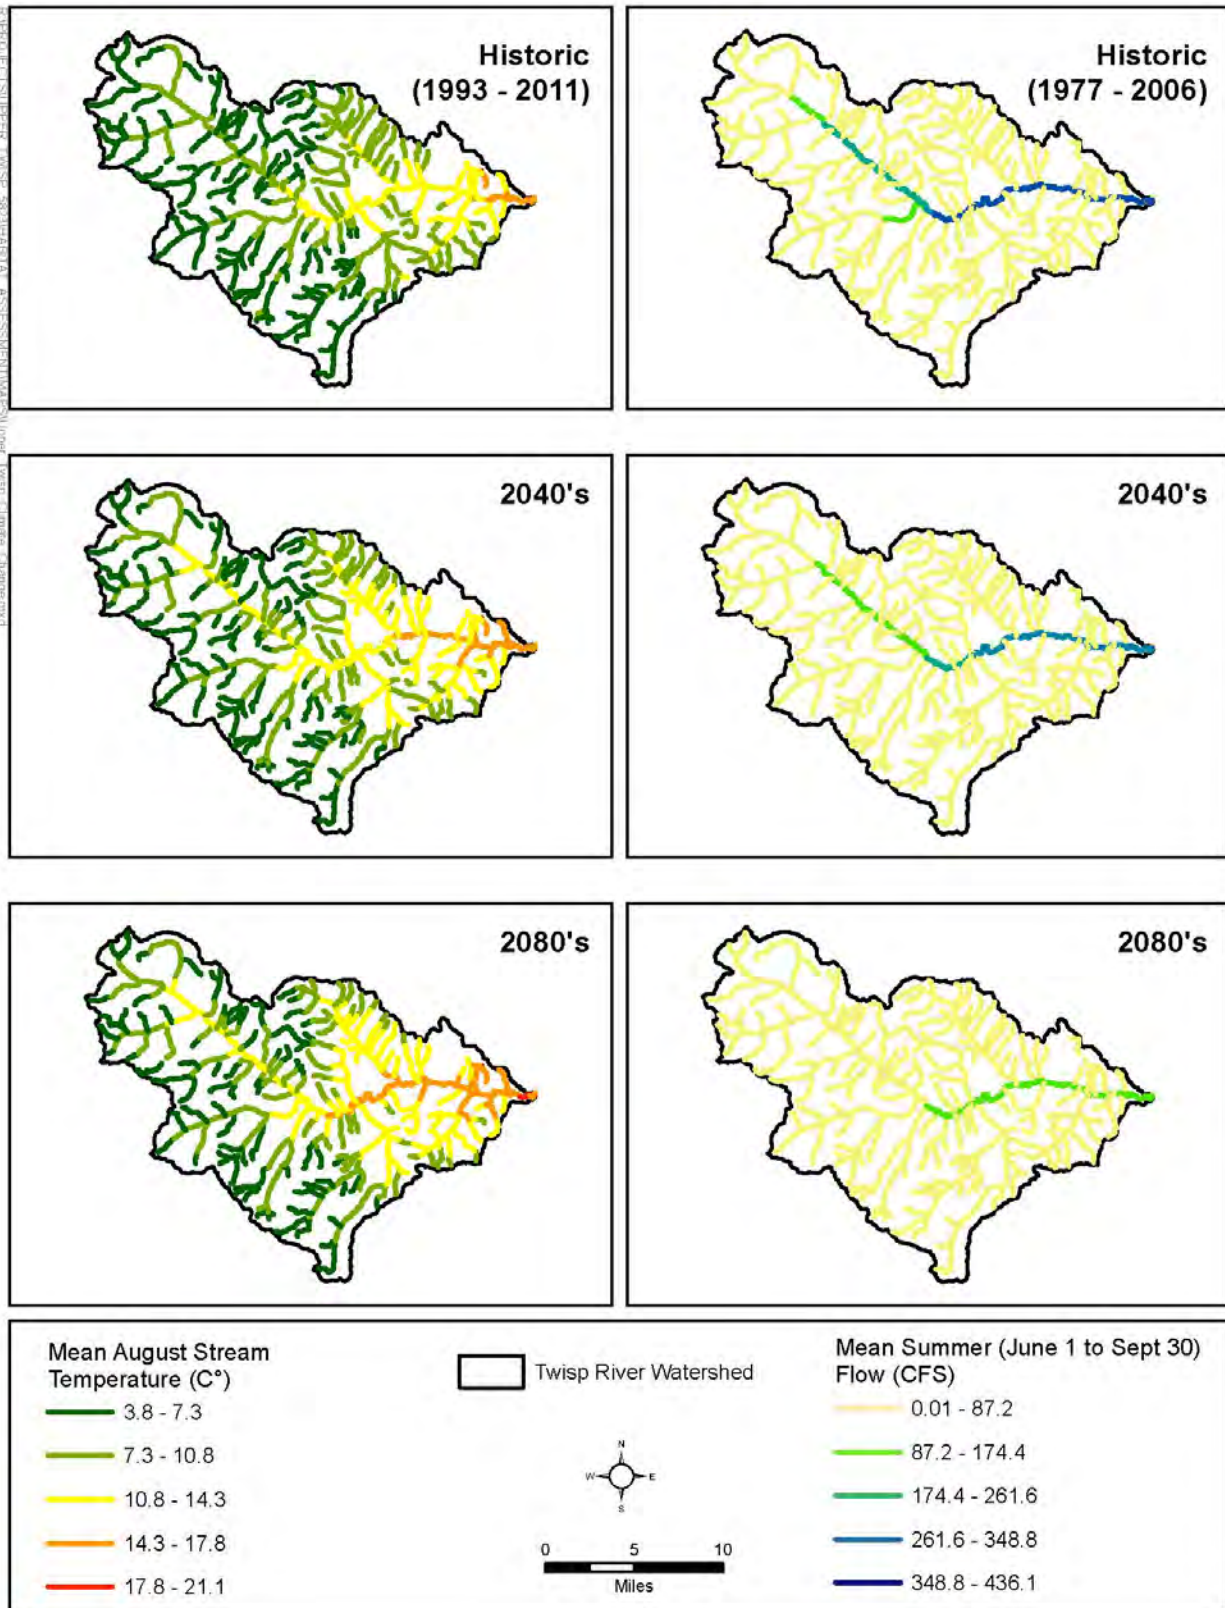 Historic
(1993 - 2011)
Historic
(1977 - 2006)
2040's
2040's
2080's
2080's
Mean August Stream
Temperature (C°)
3.8 - 7.3
7.3 - 10.8
10.8 - 14.3
14.3 - 17.8
17.8 - 21.1
Twisp River Watershed
N
W
E
S
0
5
10
Miles
Mean Summer (June 1 to Sept 30)
Flow (CFS)
0.01 - 87.2
87.2 - 174.4
174.4 - 261.6
261.6 - 348.8
348.8 - 436.1